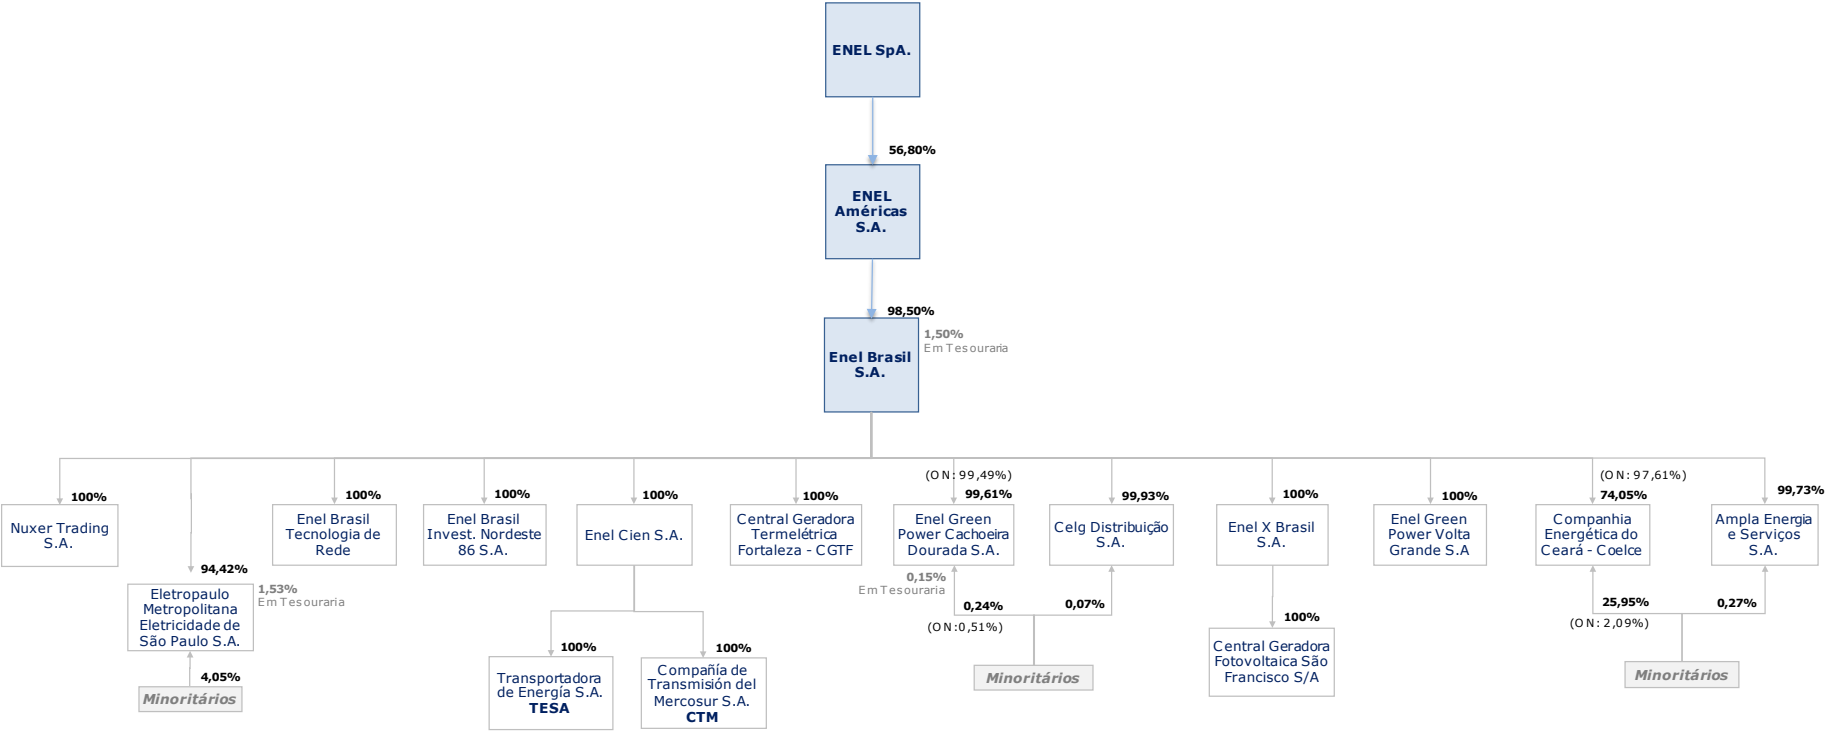 ENEL SpA.
56,80%
ENEL
Américas
S.A.
98,50%
1,50%
Em Tesouraria
Enel Brasil
S.A.
100%
Nuxer Trading
S.A.
94,42%
1,53%
Em Tesouraria
Eletropaulo
Metropolitana
Eletricidade de
São Paulo S.A.
4,05%
Minoritários
100%
Enel Brasil
Tecnologia de
Rede
100%
Enel Brasil
Invest. Nordeste
86 S.A.
100%
Enel Cien S.A.
100%
Transportadora
de Energía S.A.
TESA
100%
Compañía de
Transmisión del
Mercosur S.A.
CTM
100%
Central Geradora
Termelétrica
Fortaleza - CGTF
(ON: 99,49%)
99,61%
Enel Green
Power Cachoeira
Dourada S.A.
0,15%
Em Tesouraria
0,24%
(ON:0,51%)
99,93%
Celg Distribuição
S.A.
0,07%
Minoritários
100%
Enel X Brasil
S.A.
100%
Central Geradora
Fotovoltaica São
Francisco S/A
100%
Enel Green
Power Volta
Grande S.A
(ON: 97,61%)
74,05%
Companhia
Energética do
Ceará - Coelce
25,95%
(ON: 2,09%)
99,73%
Ampla Energia
e Serviços
S.A.
0,27%
Minoritários